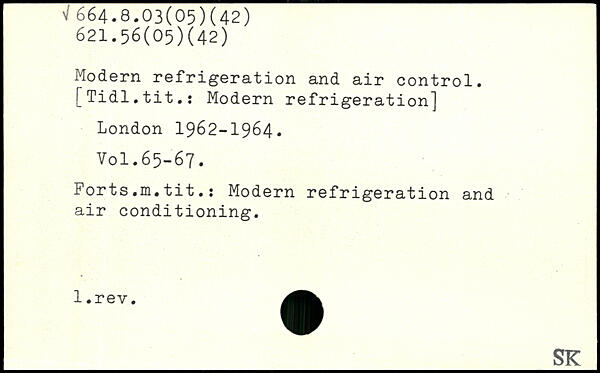 √664.8.03(05)(42)
621.56(05)(42)
Modern refrigeration and air control.
[Tidl.tit.: Modern refrigeration]
London 1962-1964.
Vol.65-67.
Forts.m.tit.: Modern refrigeration and
air conditioning.
1.rev.
SK